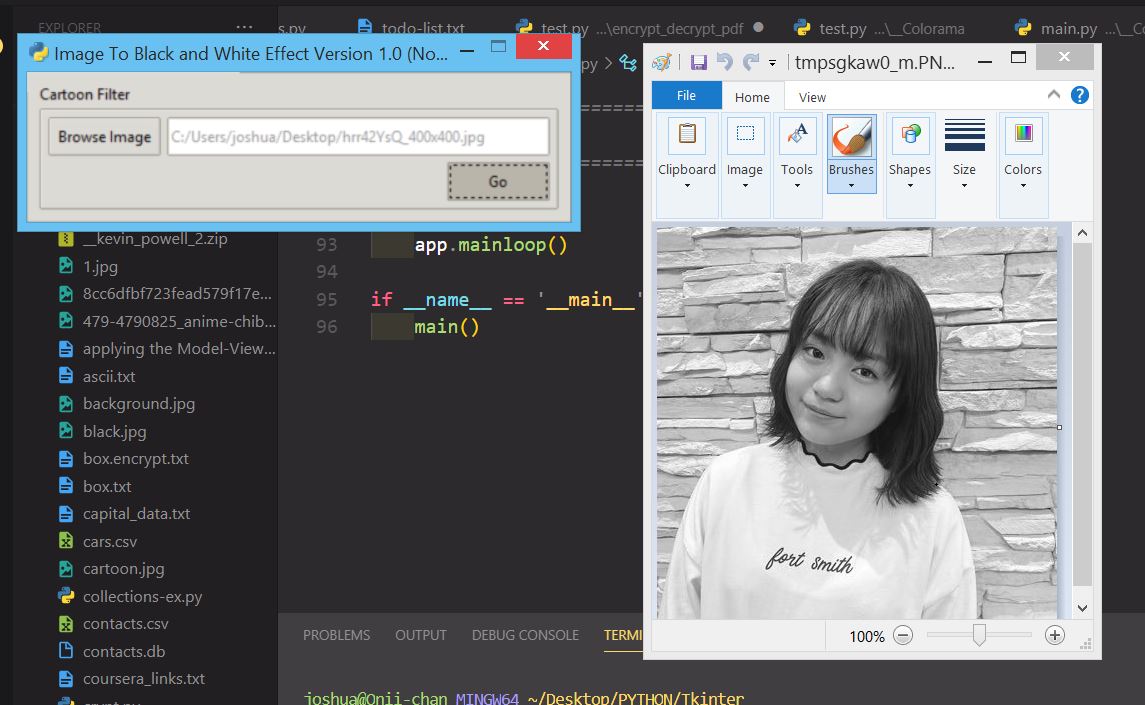 EXPLORER
...
s.py
todo-list.txt
test.py ...\encrypt_decrypt_pdf
test.py ...\__Colorama
main.py ...\__Co
Image To Black and White Effect Version 1.0 (No...
Cartoon Filter
Browse Image
C:/Users/joshua/Desktop/hrr42YsQ_400x400.jpg
Go
py >
tmpsgkaw0_m.PN...
File
Home
View
Clipboard
Image
Tools
Brushes
Shapes
Size
Colors
__kevin_powell_2.zip
1.jpg
8cc6dfbf723fead579f17e...
479-4790825_anime-chib...
applying the Model-View...
ascii.txt
background.jpg
black.jpg
box.encrypt.txt
box.txt
capital_data.txt
cars.csv
cartoon.jpg
collections-ex.py
contacts.csv
contacts.db
coursera_links.txt
93 app.mainloop()
94
95 if __name__ == '__main__'
96 main()
fort smith
100%
PROBLEMS
OUTPUT
DEBUG CONSOLE
TERMI
joshua@Onii-chan MINGW64 ~/Desktop/PYTHON/Tkinter